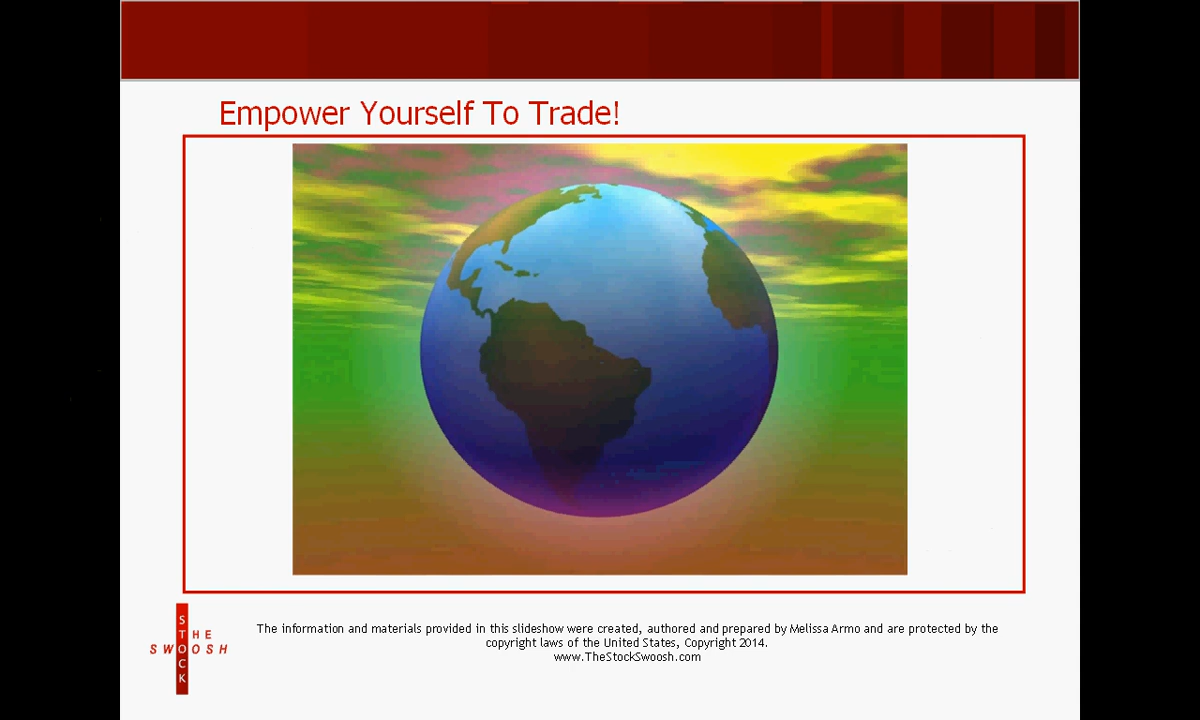 Empower Yourself To Trade!
THE
STOCK
SWOOSH
The information and materials provided in this slideshow were created, authored and prepared by Melissa Armo and are protected by the
copyright laws of the United States, Copyright 2014.
www.TheStockSwoosh.com